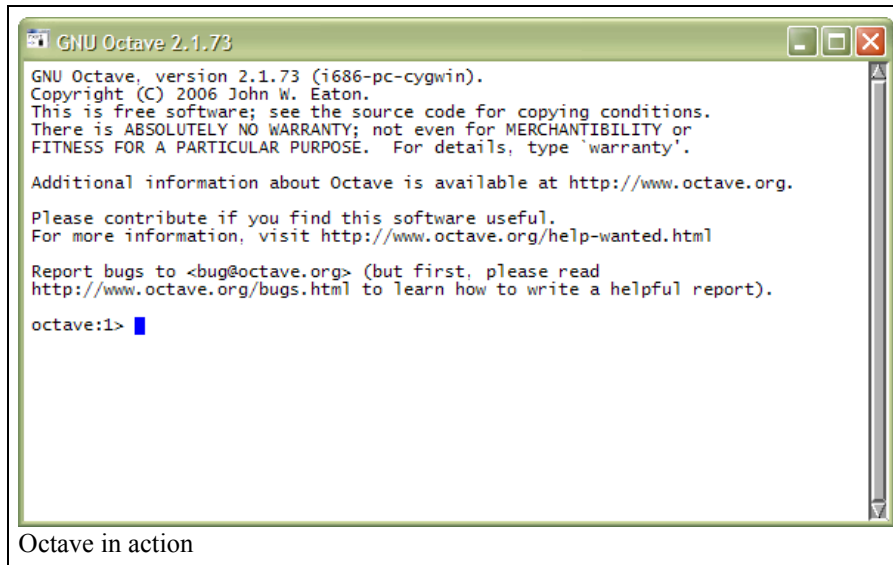 GNU Octave 2.1.73
GNU Octave, version 2.1.73 (i686-pc-cygwin).
Copyright (C) 2006 John W. Eaton.
This is free software; see the source code for copying conditions.
There is ABSOLUTELY NO WARRANTY; not even for MERCHANTIBILITY or
FITNESS FOR A PARTICULAR PURPOSE.  For details, type `warranty'.
Additional information about Octave is available at http://www.octave.org.
Please contribute if you find this software useful.
For more information, visit http://www.octave.org/help-wanted.html
Report bugs to <bug@octave.org> (but first, please read
http://www.octave.org/bugs.html to learn how to write a helpful report).
octave:1>
Octave in action